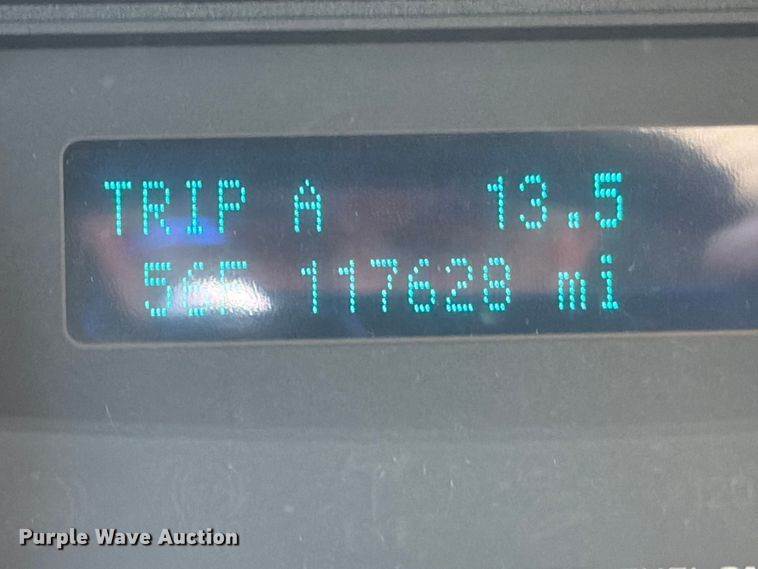 TRIP A 13.5
117628 mi
Purple Wave Auction